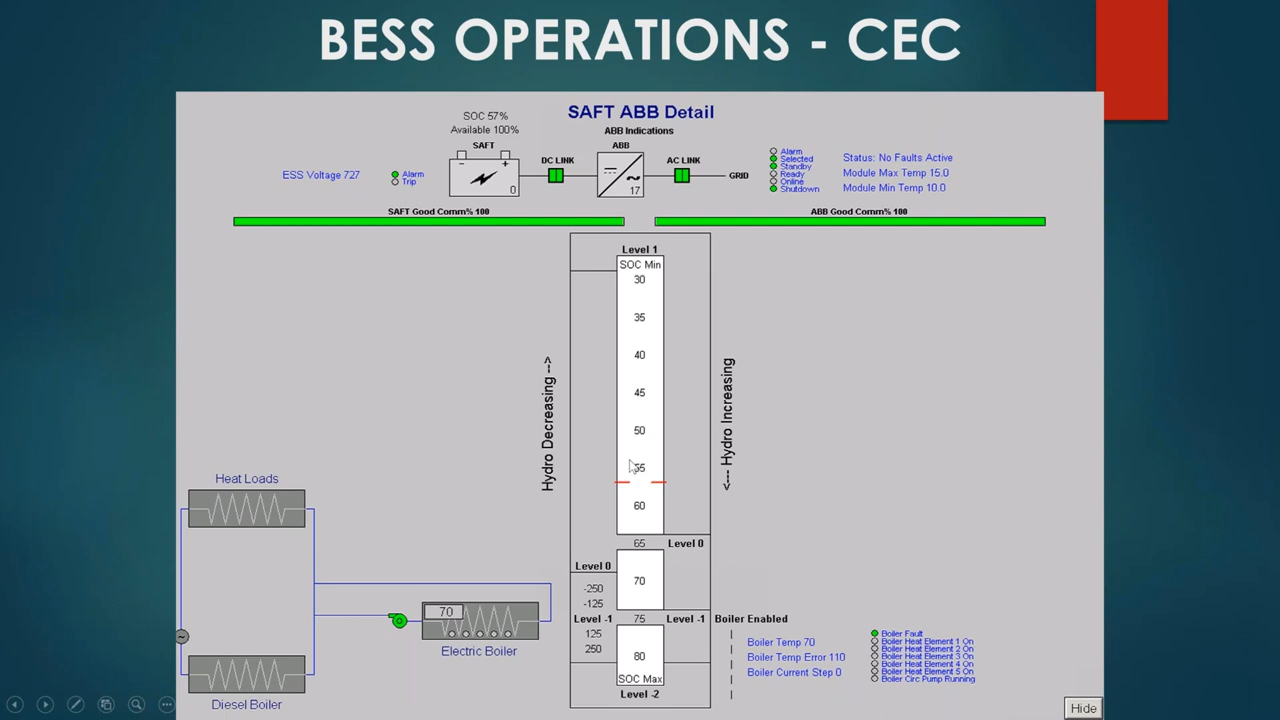 BESS OPERATIONS - CEC
SAFT ABB Detail
SOC 57%
Available 100%
ABB Indications
SAFT
DC LINK
ABB
AC LINK
ESS Voltage 727
Alarm
Trip
0
17
GRID
Alarm
Selected
Standby
Ready
Online
Shutdown
Status: No Faults Active
Module Max Temp 15.0
Module Min Temp 10.0
SAFT Good Comm% 100
ABB Good Comm% 100
Level 1
SOC Min
30
35
40
45
50
55
60
65
Level 0
Level 0
70
-250
-125
Level -1
75
Level -1
125
250
80
SOC Max
Level -2
Hydro Decreasing -->
<--- Hydro Increasing
Boiler Enabled
Boiler Temp 70
Boiler Temp Error 110
Boiler Current Step 0
Boiler Fault
Boiler Heat Element 1 On
Boiler Heat Element 2 On
Boiler Heat Element 3 On
Boiler Heat Element 4 On
Boiler Heat Element 5 On
Boiler Circ Pump Running
Heat Loads
70
Electric Boiler
Diesel Boiler
Hide